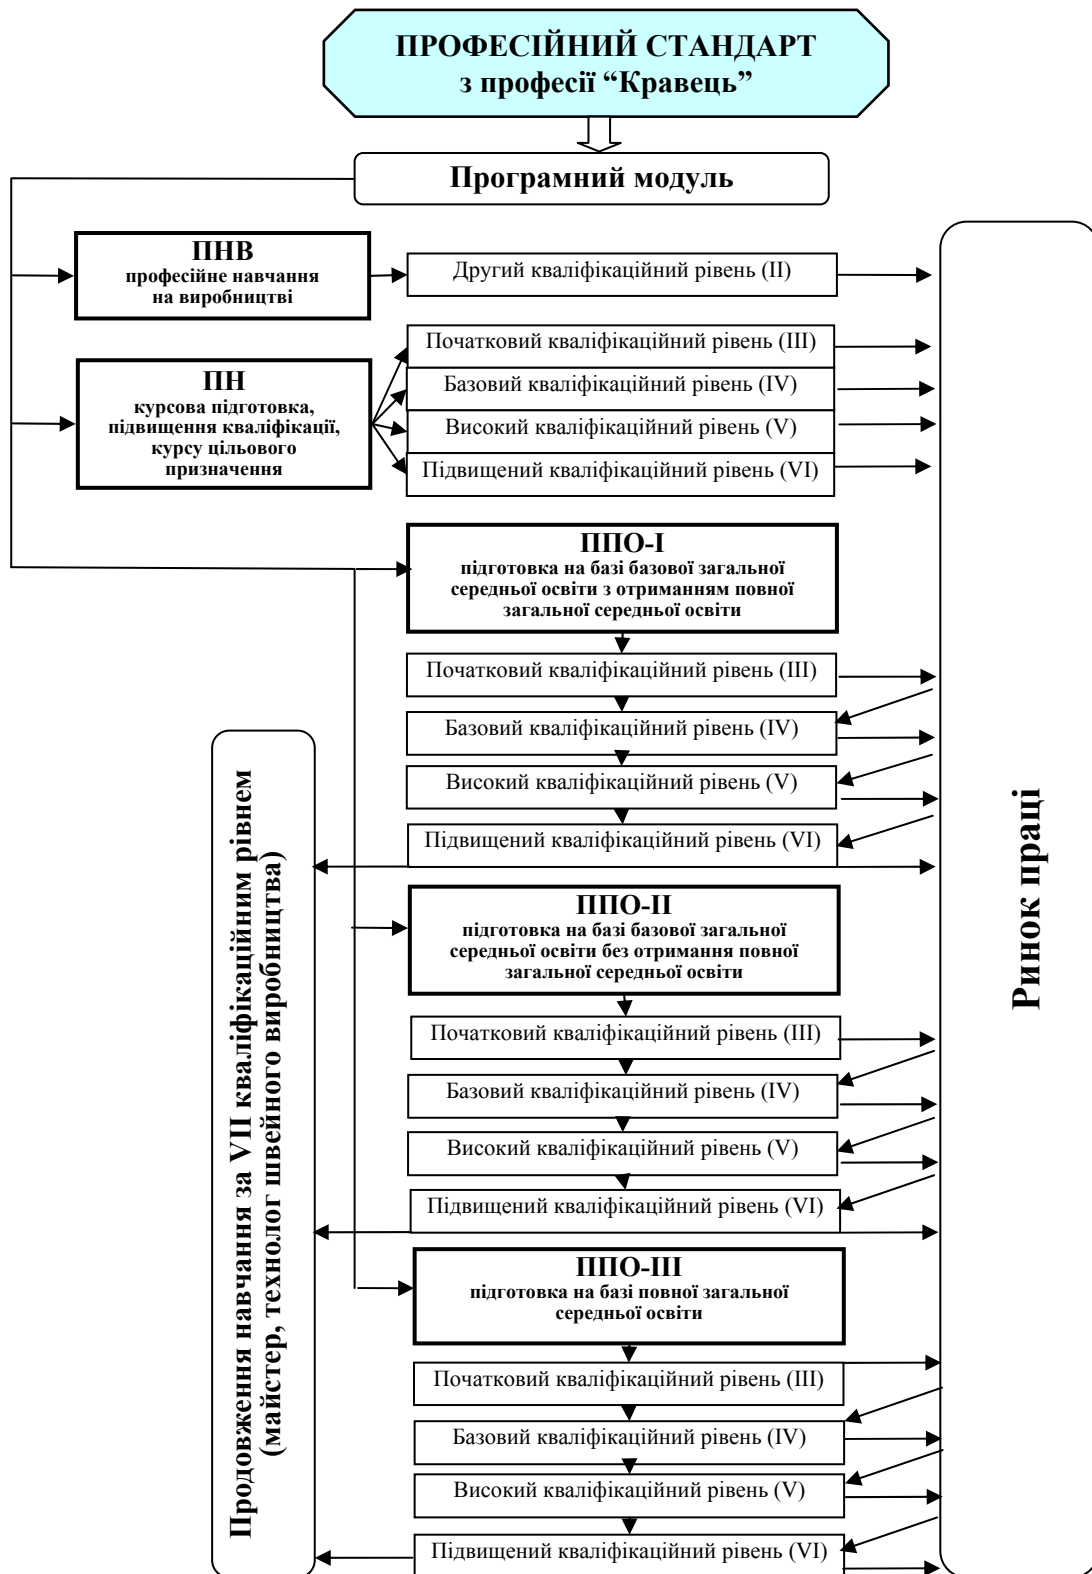 ПРОФЕСІЙНИЙ СТАНДАРТ
з професії “Кравець”
Програмний модуль
ПНВ
професійне навчання
на виробництві
Другий кваліфікаційний рівень (ІІ)
ПН
курсова підготовка,
підвищення кваліфікації,
курсу цільового
призначення
Початковий кваліфікаційний рівень (ІІІ)
Базовий кваліфікаційний рівень (IV)
Високий кваліфікаційний рівень (V)
Підвищений кваліфікаційний рівень (VI)
ППО-І
підготовка на базі базової загальної
середньої освіти з отриманням повної
загальної середньої освіти
Початковий кваліфікаційний рівень (ІІІ)
Базовий кваліфікаційний рівень (IV)
Високий кваліфікаційний рівень (V)
Підвищений кваліфікаційний рівень (VI)
ППО-ІІ
підготовка на базі базової загальної
середньої освіти без отримання повної
загальної середньої освіти
Початковий кваліфікаційний рівень (ІІІ)
Базовий кваліфікаційний рівень (IV)
Високий кваліфікаційний рівень (V)
Підвищений кваліфікаційний рівень (VI)
ППО-ІІІ
підготовка на базі повної загальної
середньої освіти
Початковий кваліфікаційний рівень (ІІІ)
Базовий кваліфікаційний рівень (IV)
Високий кваліфікаційний рівень (V)
Підвищений кваліфікаційний рівень (VI)
Продовження навчання за VII кваліфікаційним рівнем
(майстер, технолог швейного виробництва)
Ринок праці